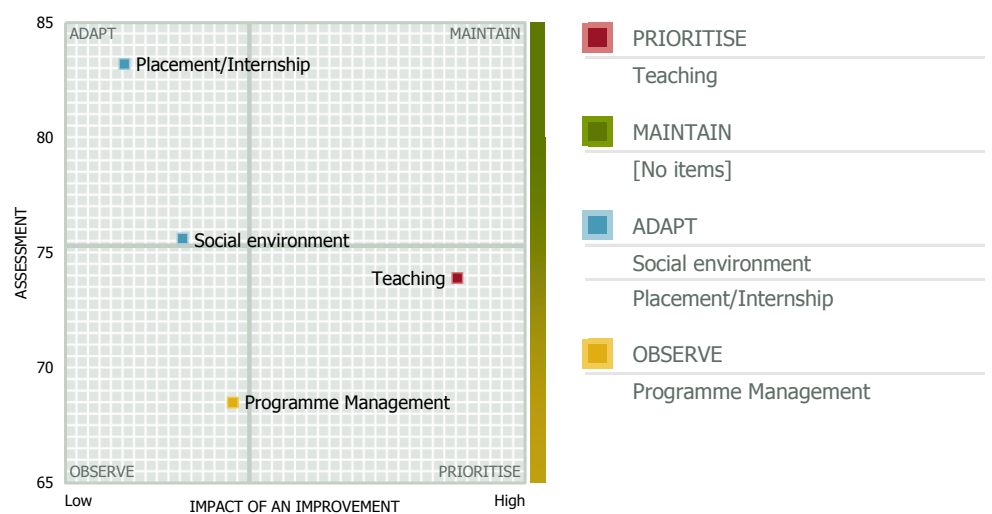 85
ADAPT
MAINTAIN
Placement/Internship
80
Social environment
75
Teaching
70
Programme Management
OBSERVE
PRIORITISE
65
Low
IMPACT OF AN IMPROVEMENT
High
ASSESSMENT
PRIORITISE
Teaching
MAINTAIN
[No items]
ADAPT
Social environment
Placement/Internship
OBSERVE
Programme Management